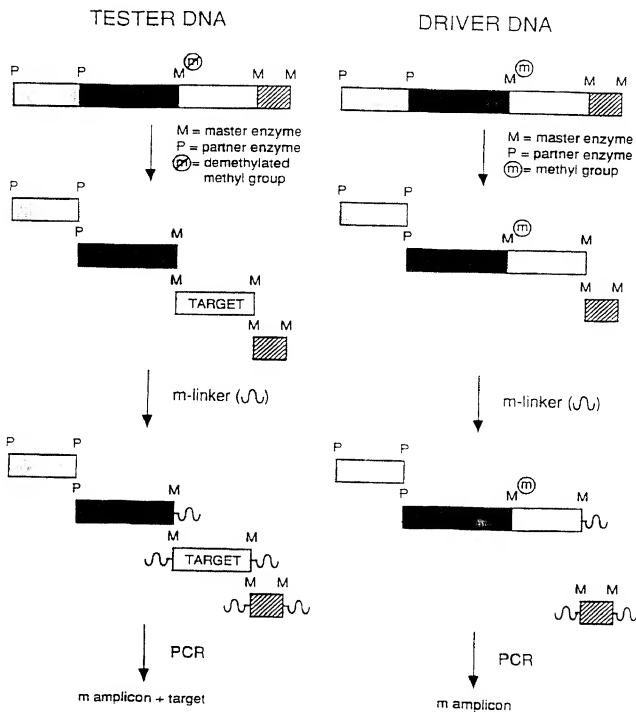 TESTER DNA
DRIVER DNA
P P M m M M
P P M m M M
M = master enzyme
P = partner enzyme
m = demethylated
methyl group
M = master enzyme
P = partner enzyme
m = methyl group
P P
P M
M M
TARGET
M M
P P
P M m M
M M
m-linker ( )
m-linker ( )
P P
P M
M M
TARGET
M M
P P
P M m M
M M
PCR
PCR
m amplicon + target
m amplicon